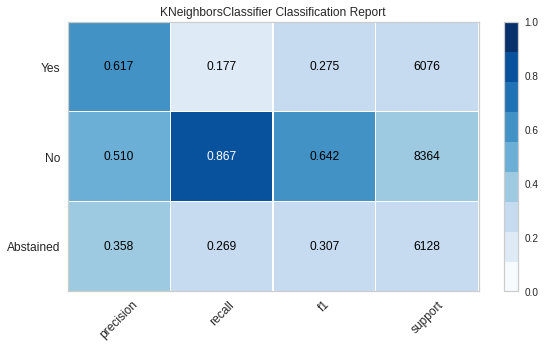 KNeighborsClassifier Classification Report
Yes 0.617 0.177 0.275 6076
No 0.510 0.867 0.642 8364
Abstained 0.358 0.269 0.307 6128
precision recall f1 support
1.0
0.8
0.6
0.4
0.2
0.0